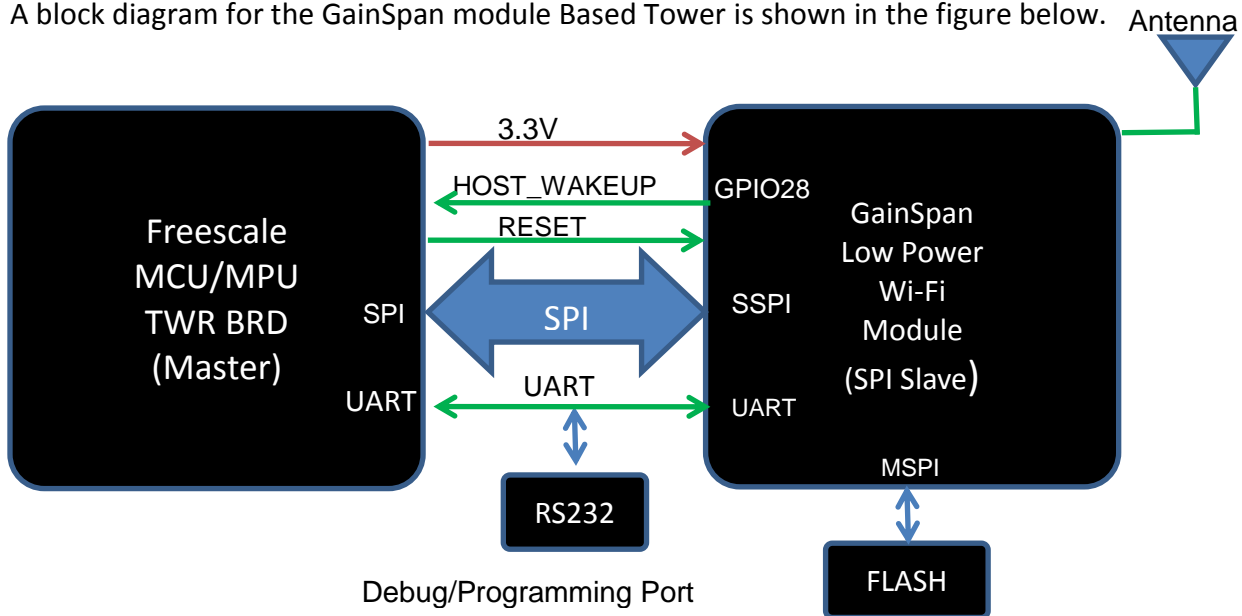 A block diagram for the GainSpan module Based Tower is shown in the figure below.
Antenna
3.3V
HOST_WAKEUP
GPIO28
RESET
Freescale
MCU/MPU
TWR BRD
(Master)
SPI
UART
SPI
UART
GainSpan
Low Power
Wi-Fi
Module
(SPI Slave)
SSPI
UART
MSPI
RS232
FLASH
Debug/Programming Port